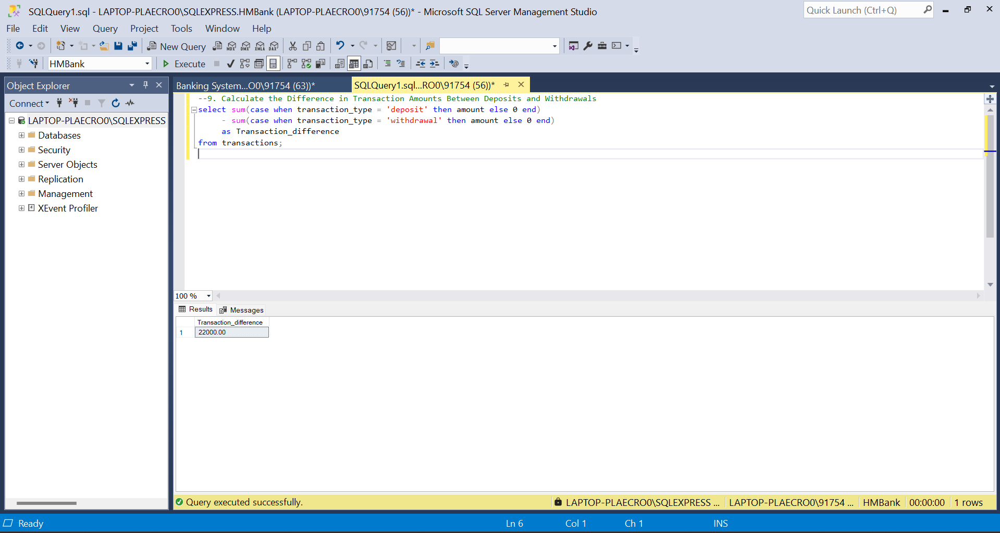 SQLQuery1.sql - LAPTOP-PLAECRO0\SQLEXPRESS.HMBank (LAPTOP-PLAECRO0\91754 (56))* - Microsoft SQL Server Management Studio
Quick Launch (Ctrl+Q)
File Edit View Query Project Tools Window Help
New Query MDX DMX XMLA DAX
HMBank Execute
Object Explorer
Banking System...O0\91754 (63))*
SQLQuery1.sql...RO0\91754 (56))*
Connect
LAPTOP-PLAECRO0\SQLEXPRESS
Databases
Security
Server Objects
Replication
Management
XEvent Profiler
--9. Calculate the Difference in Transaction Amounts Between Deposits and Withdrawals
select sum(case when transaction_type = 'deposit' then amount else 0 end)
- sum(case when transaction_type = 'withdrawal' then amount else 0 end)
as Transaction_difference
from transactions;
100 %
Results Messages
Transaction_difference
1 22000.00
Query executed successfully.
LAPTOP-PLAECRO0\SQLEXPRESS ... LAPTOP-PLAECRO0\91754 ... HMBank 00:00:00 1 rows
Ready Ln 6 Col 1 Ch 1 INS